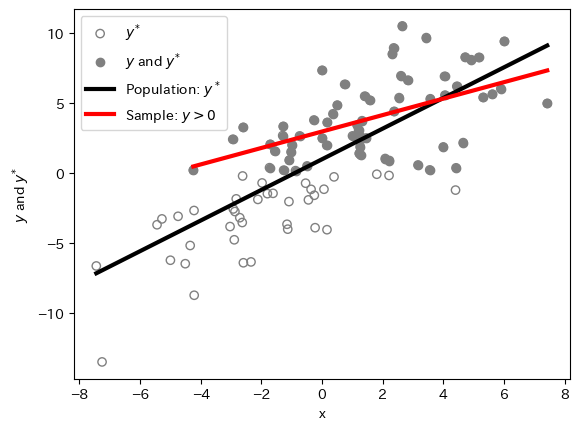 y*
y and y*
Population: y*
Sample: y > 0
10
5
0
−5
−10
y and y*
−8 −6 −4 −2 0 2 4 6 8
x